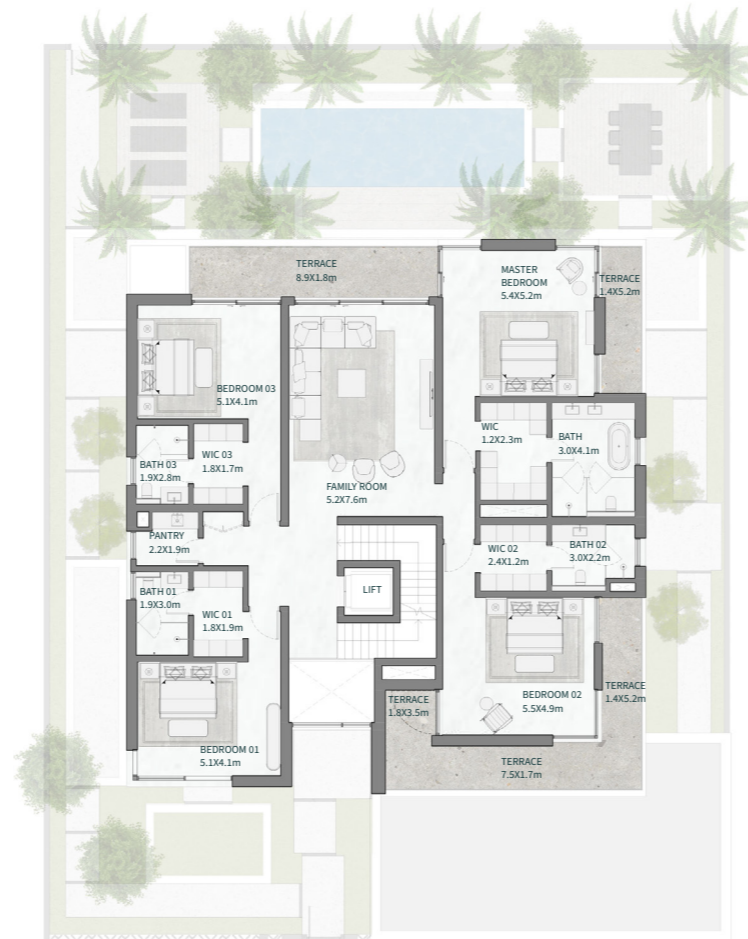 TERRACE
8.9X1.8m
MASTER
BEDROOM
5.4X5.2m
TERRACE
1.4X5.2m
BEDROOM 03
5.1X4.1m
WIC
1.2X2.3m
BATH
3.0X4.1m
BATH 03
1.9X2.8m
WIC 03
1.8X1.7m
FAMILY ROOM
5.2X7.6m
PANTRY
2.2X1.9m
WIC 02
2.4X1.2m
BATH 02
3.0X2.2m
BATH 01
1.9X3.0m
WIC 01
1.8X1.9m
LIFT
TERRACE
1.8X3.5m
BEDROOM 02
5.5X4.9m
TERRACE
1.4X5.2m
BEDROOM 01
5.1X4.1m
TERRACE
7.5X1.7m